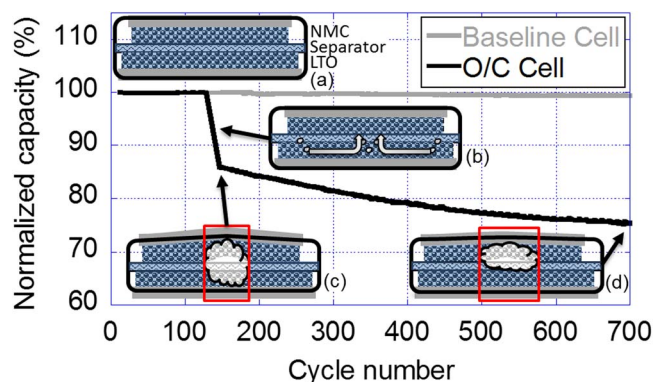 Normalized capacity (%)
110
100
90
80
70
60
0
100
200
300
400
500
600
700
Cycle number
Baseline Cell
O/C Cell
NMC
Separator
LTO
(a)
(b)
(c)
(d)